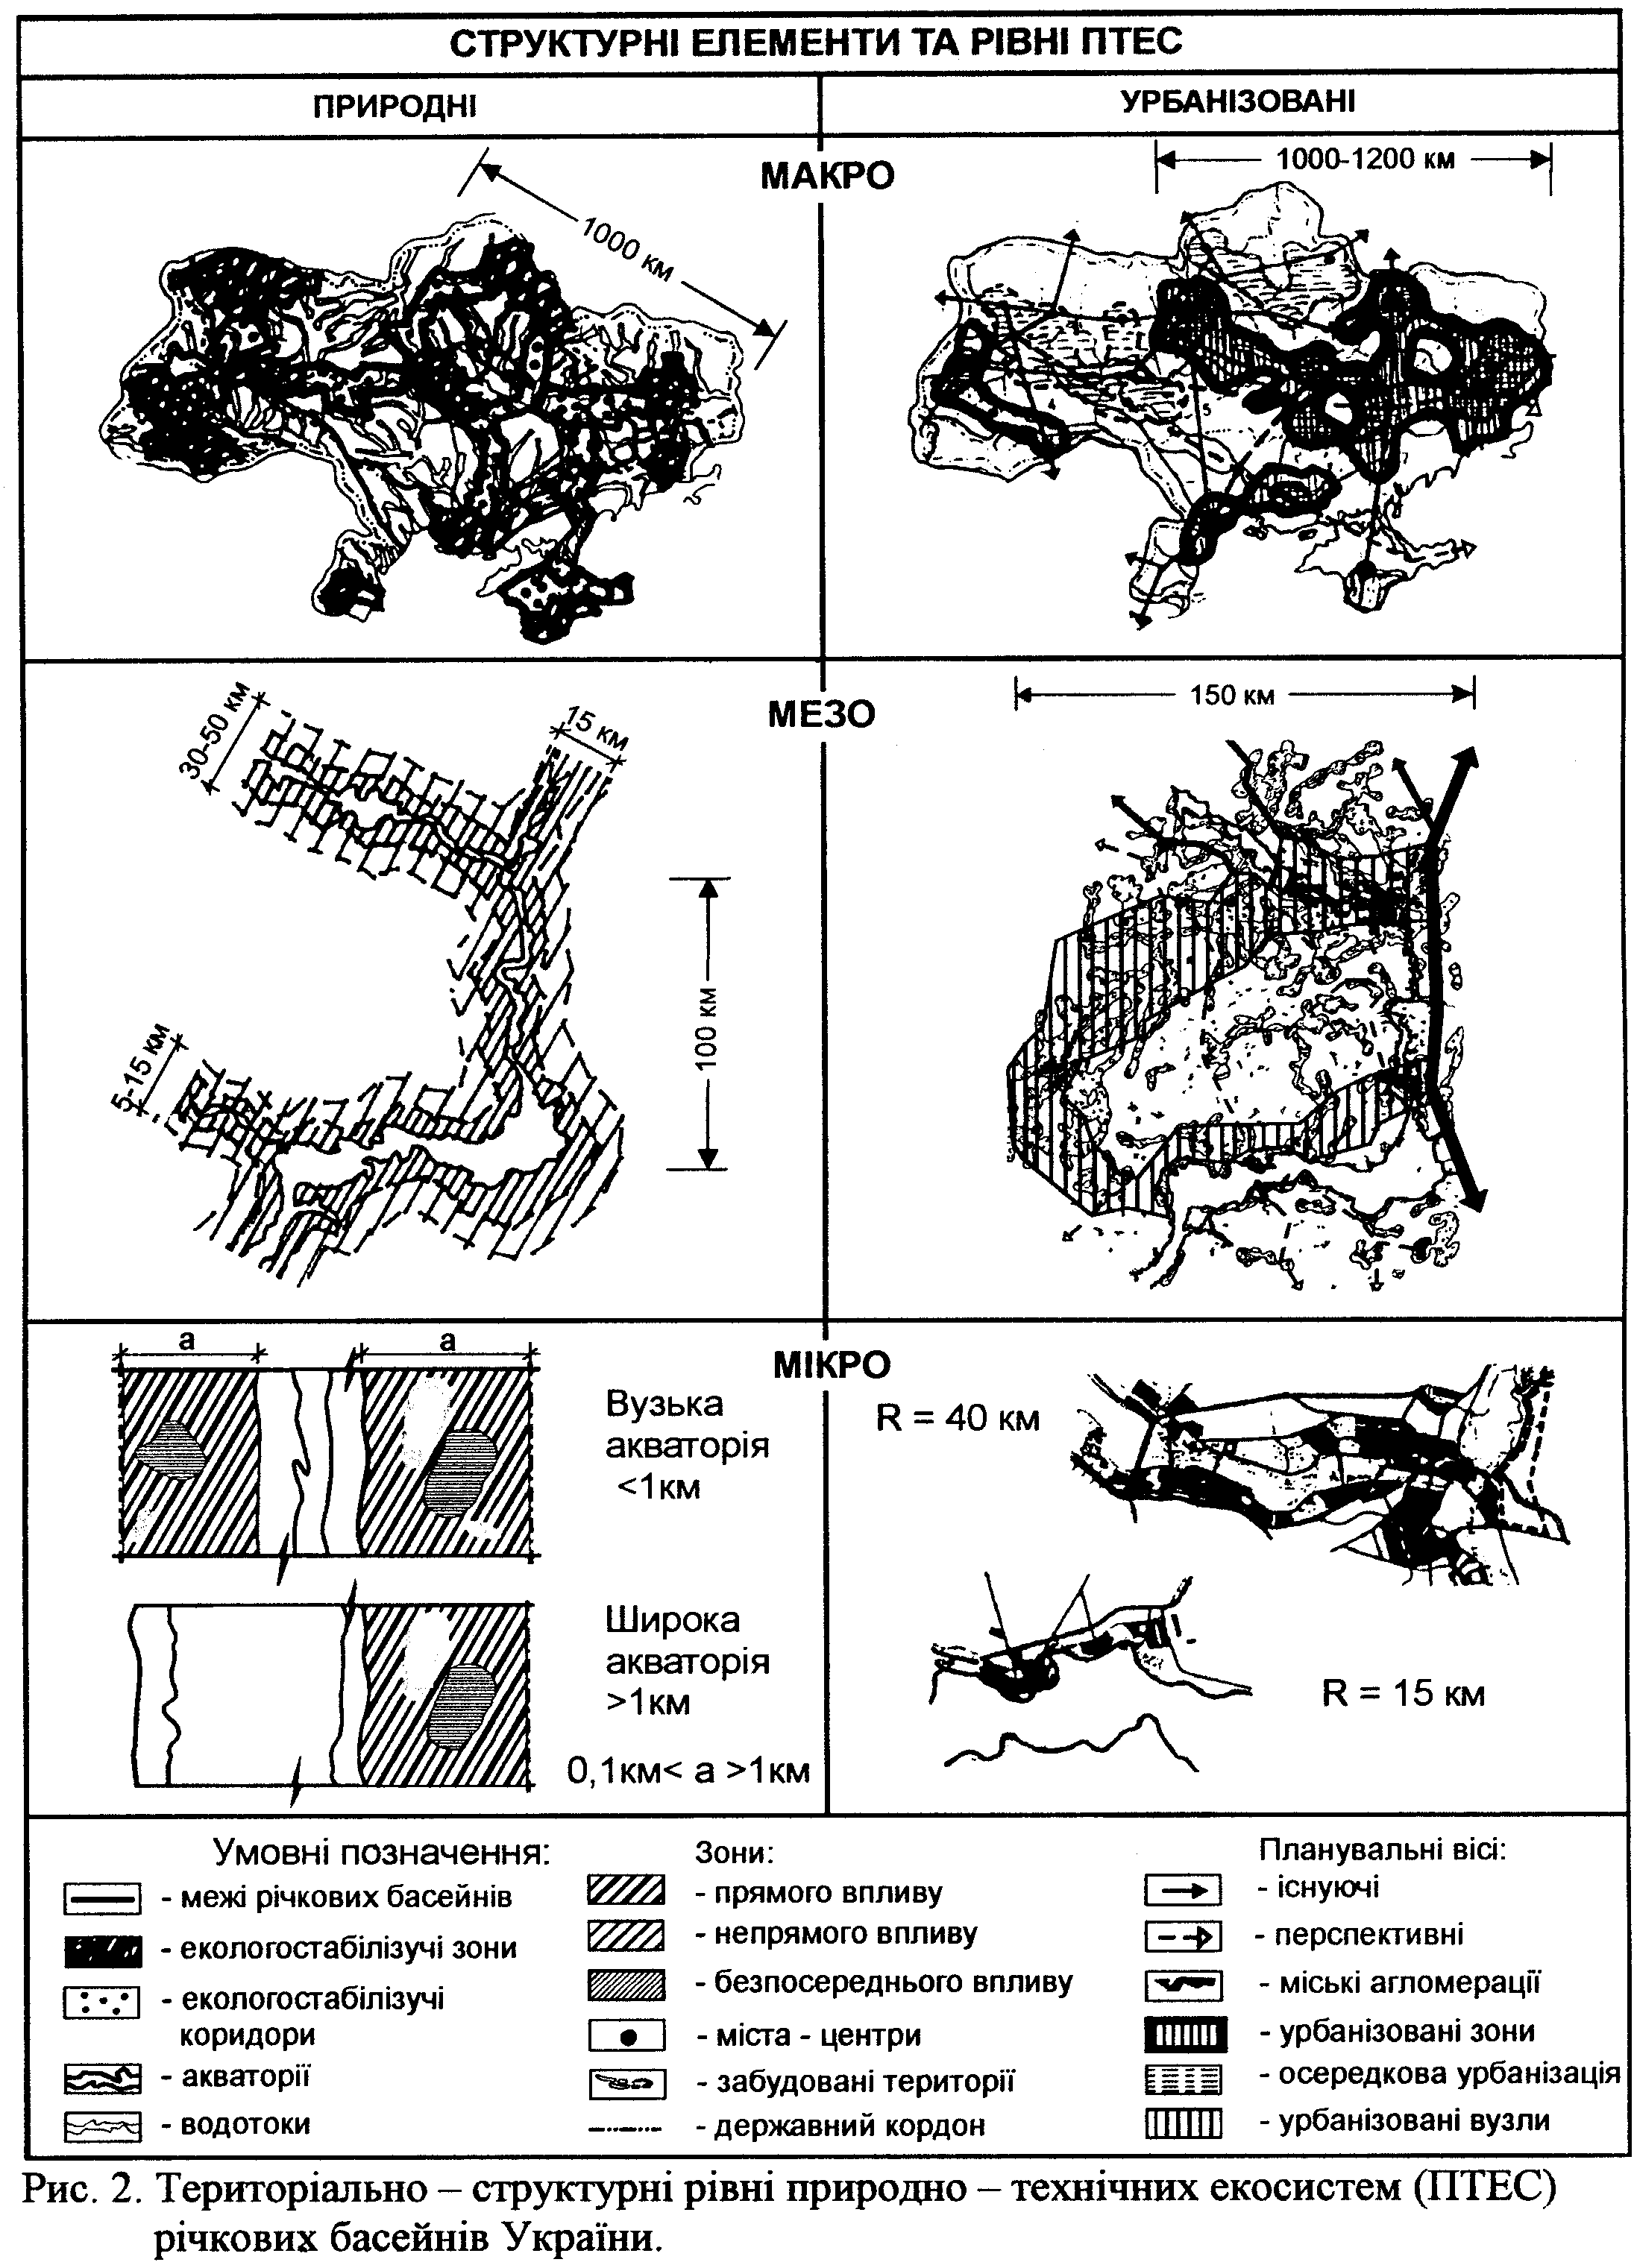 СТРУКТУРНІ ЕЛЕМЕНТИ ТА РІВНІ ПТЕС
ПРИРОДНІ
УРБАНІЗОВАНІ
МАКРО
1000 км
1000-1200 км
МЕЗО
30-50 км
15 км
100 км
5-15 км
150 км
МІКРО
а
а
Вузька
акваторія
<1км
Широка
акваторія
>1км
0,1км< а >1км
R = 40 км
R = 15 км
Умовні позначення:
- межі річкових басейнів
- екологостабілізучі зони
- екологостабілізучі
коридори
- акваторії
- водотоки
Зони:
- прямого впливу
- непрямого впливу
- безпосереднього впливу
- міста - центри
- забудовані території
- державний кордон
Планувальні вісі:
- існуючі
- перспективні
- міські агломерації
- урбанізовані зони
- осередкова урбанізація
- урбанізовані вузли
Рис. 2. Територіально – структурні рівні природно – технічних екосистем (ПТЕС)
річкових басейнів України.